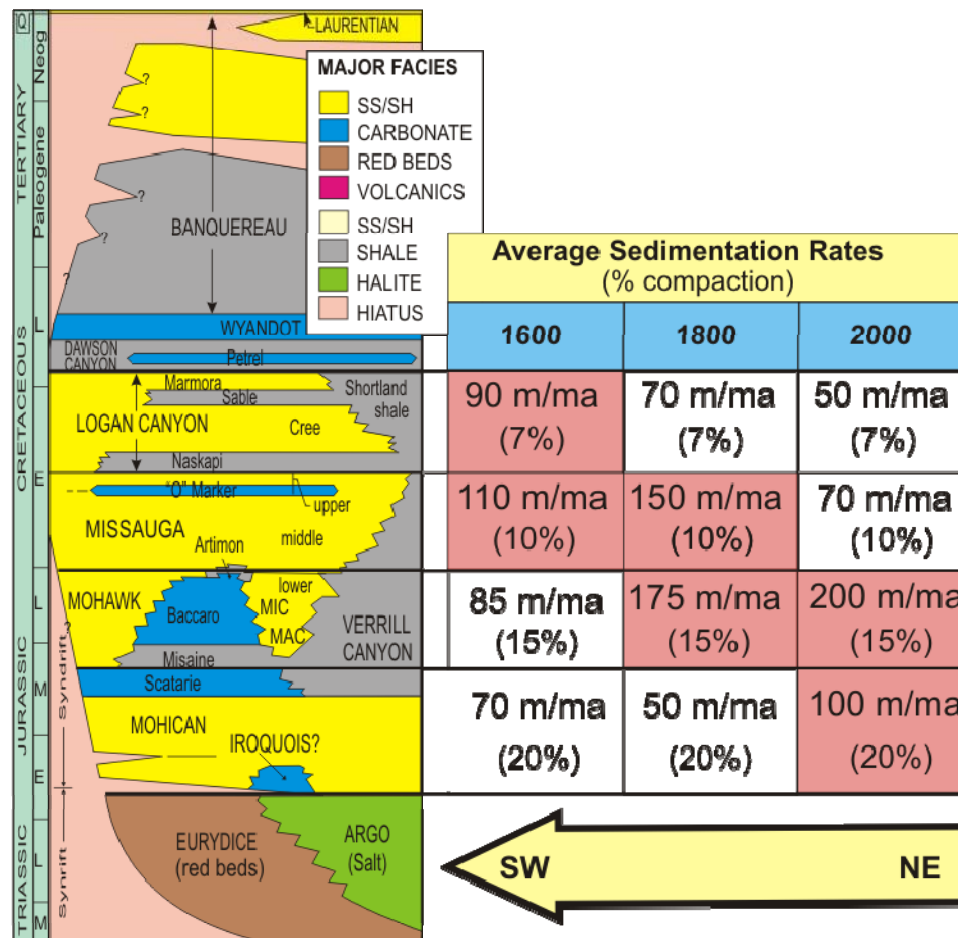 Q
TERTIARY
Neog
Paleogene
CRETACEOUS
L
E
JURASSIC
L
M
E
TRIASSIC
L
M
Syndrift
Synrift
LAURENTIAN
?
?
?
?
?
BANQUEREAU
WYANDOT
DAWSON
CANYON
Petrel
Marmora
Sable
Shortland
shale
LOGAN CANYON
Cree
Naskapi
"O" Marker
upper
MISSAUGA
middle
Artimon
lower
MOHAWK
Baccaro
MIC
MAC
VERRILL
CANYON
?
Misaine
Scatarie
MOHICAN
IROQUOIS?
EURYDICE
(red beds)
ARGO
(Salt)
MAJOR FACIES
SS/SH
CARBONATE
RED BEDS
VOLCANICS
SS/SH
SHALE
HALITE
HIATUS
Average Sedimentation Rates
(% compaction)
1600 1800 2000
90 m/ma 70 m/ma 50 m/ma
(7%) (7%) (7%)
110 m/ma 150 m/ma 70 m/ma
(10%) (10%) (10%)
85 m/ma 175 m/ma 200 m/ma
(15%) (15%) (15%)
70 m/ma 50 m/ma 100 m/ma
(20%) (20%) (20%)
SW NE